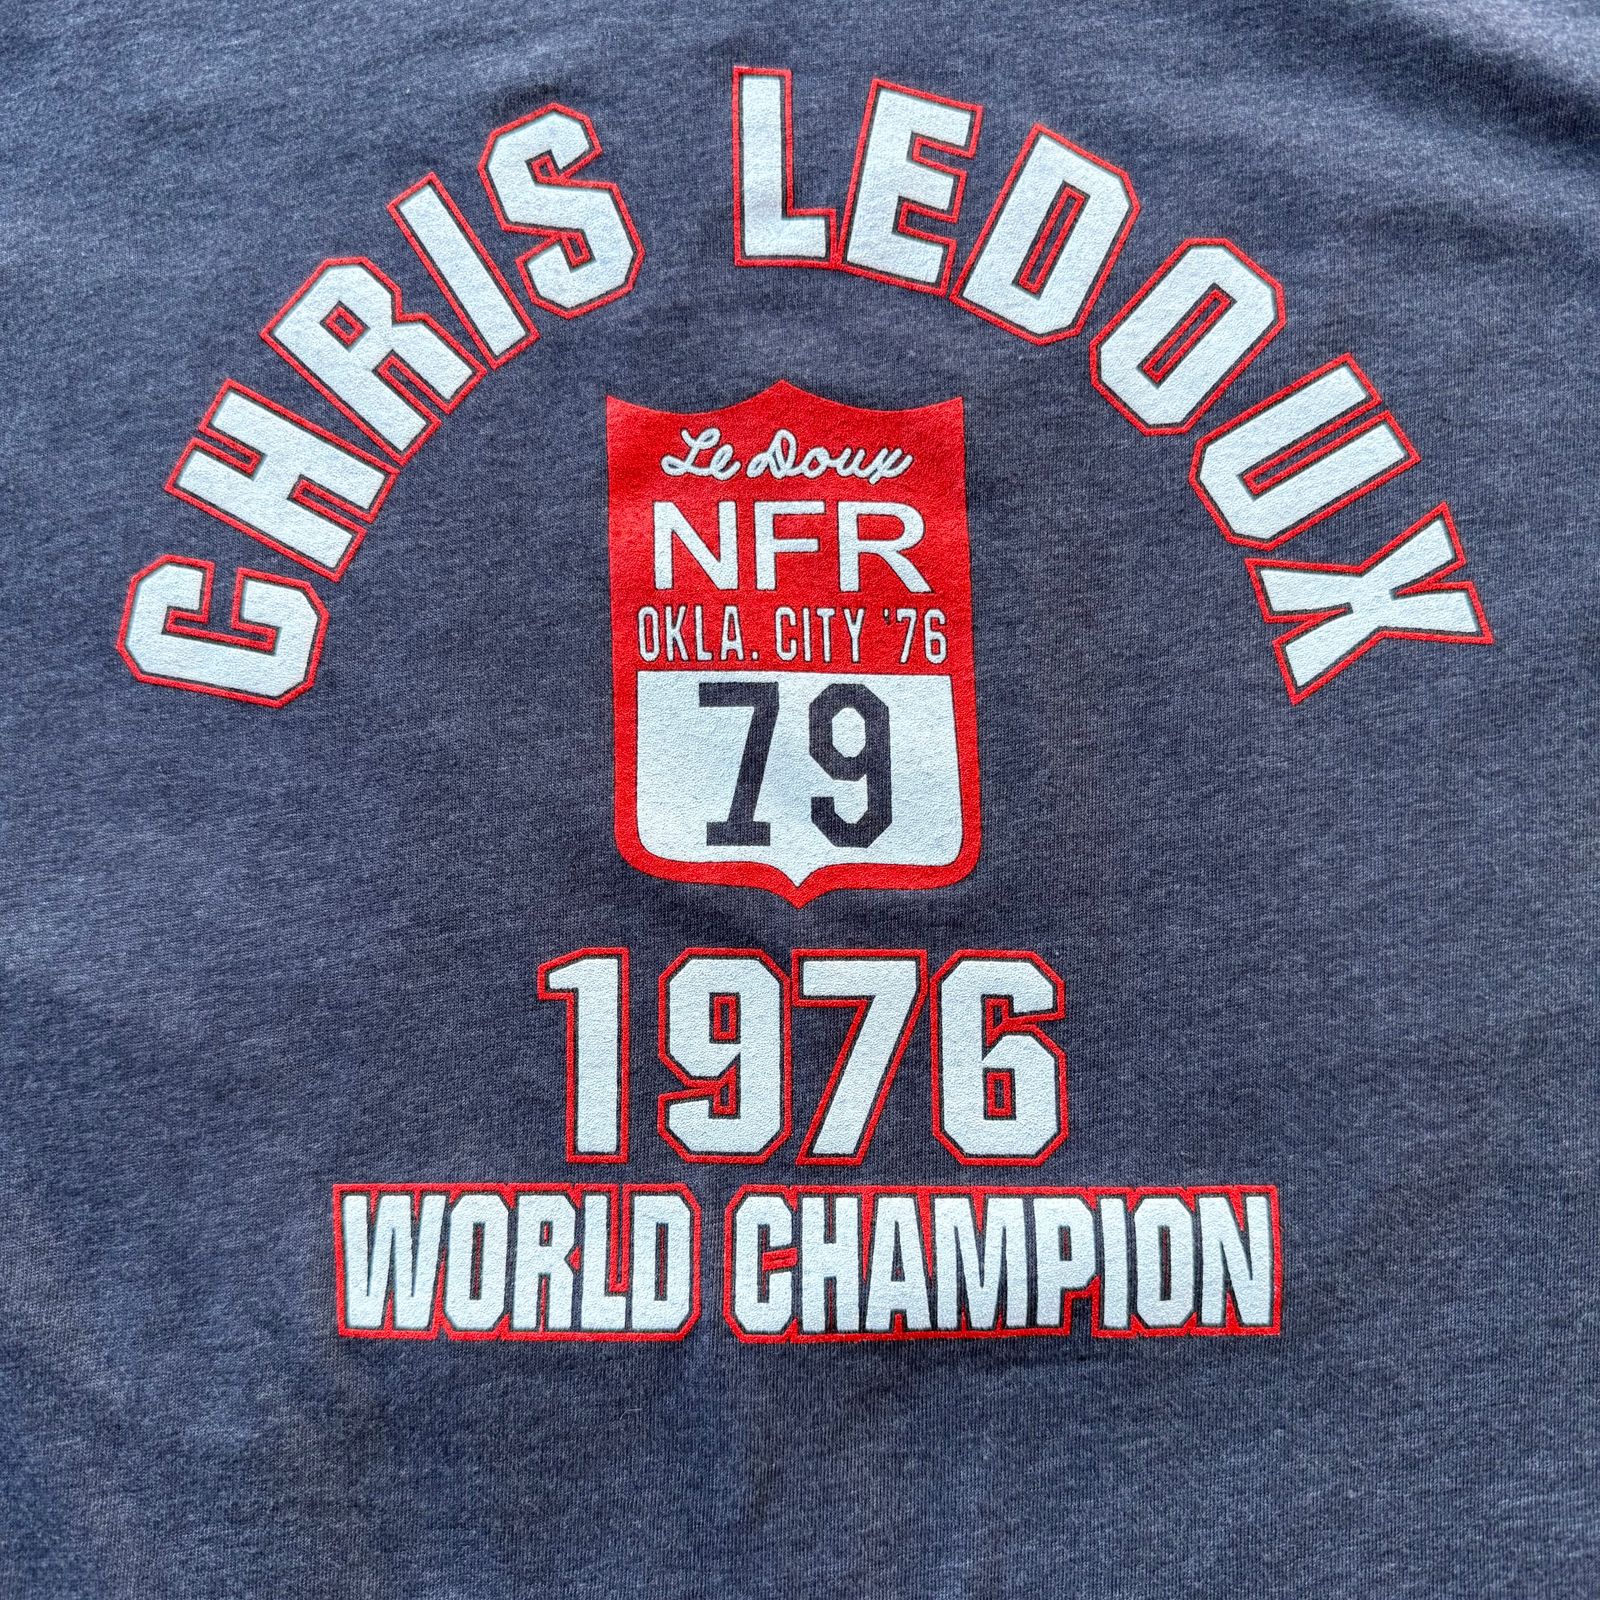 CHRIS LEDOUX
Le Doux
NFR
OKLA. CITY '76
79
1976
WORLD CHAMPION